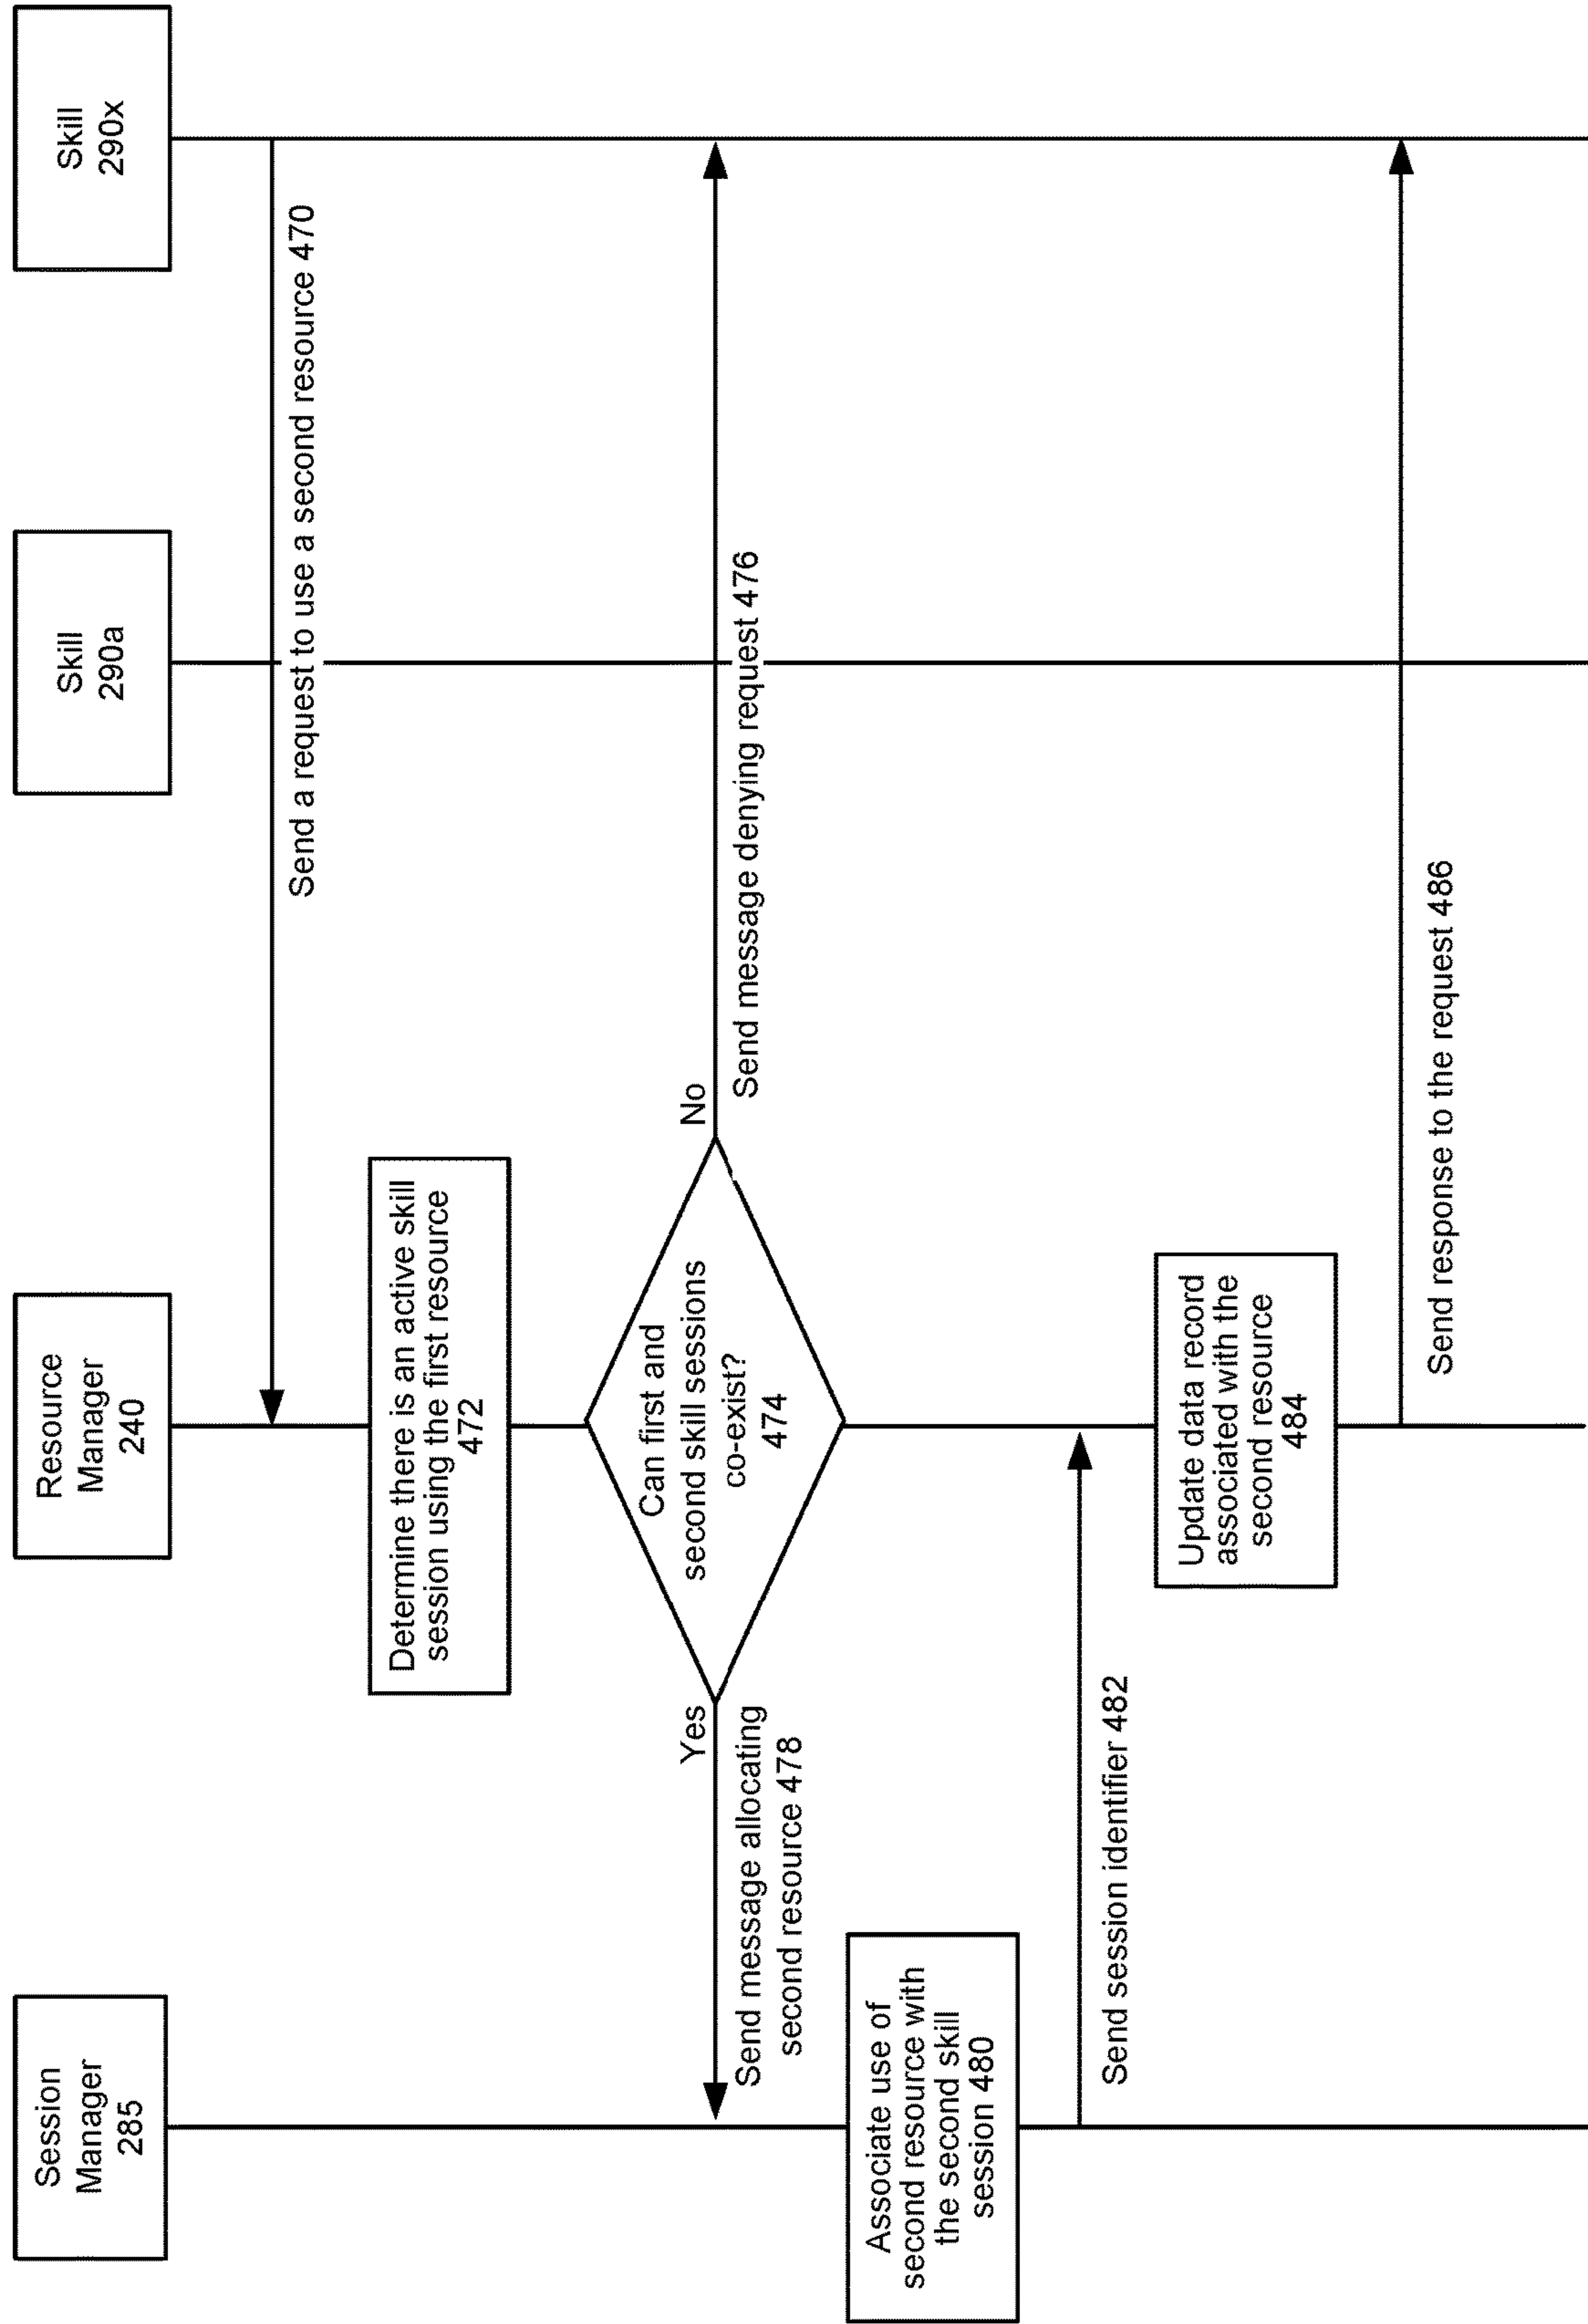 Session
Manager
285
Resource
Manager
240
Skill
290a
Skill
290x
Send a request to use a second resource 470
Determine there is an active skill
session using the first resource
472
Can first and
second skill sessions
co-exist?
474
Yes
No
Send message allocating
second resource 478
Send message denying request 476
Associate use of
second resource with
the second skill
session 480
Send session identifier 482
Update data record
associated with the
second resource
484
Send response to the request 486